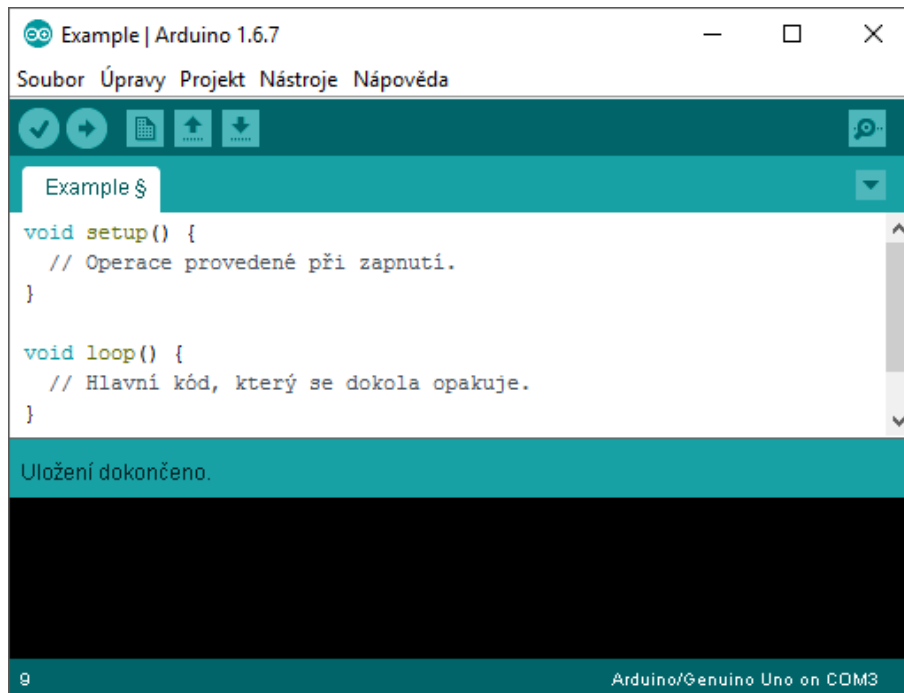 Example | Arduino 1.6.7
Soubor Úpravy Projekt Nástroje Nápověda
Example §
void setup() {
  // Operace provedené při zapnutí.
}
void loop() {
  // Hlavní kód, který se dokola opakuje.
}
Uložení dokončeno.
9 Arduino/Genuino Uno on COM3